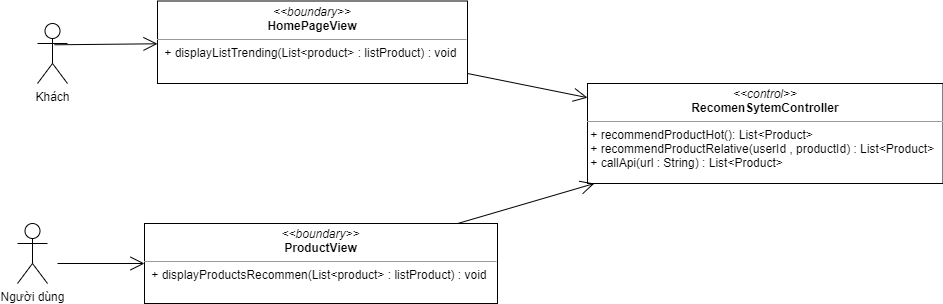 <<boundary>>
HomePageView
+ displayListTrending(List<product> : listProduct) : void
Khách
<<control>>
RecomenSytemController
+ recommendProductHot(): List<Product>
+ recommendProductRelative(userId , productId) : List<Product>
+ callApi(url : String) : List<Product>
<<boundary>>
ProductView
+ displayProductsRecommen(List<product> : listProduct) : void
Người dùng